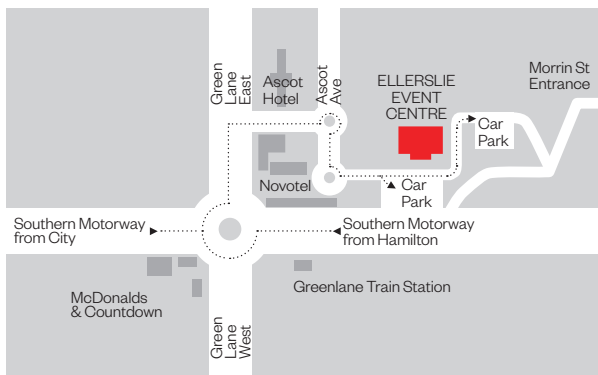 Green
Lane
East
Ascot
Hotel
Ascot
Ave
ELLERSLIE
EVENT
CENTRE
Morrin St
Entrance
Car
Park
Novotel
Car
Park
Southern Motorway
from City
Southern Motorway
from Hamilton
McDonalds
& Countdown
Greenlane Train Station
Green
Lane
West